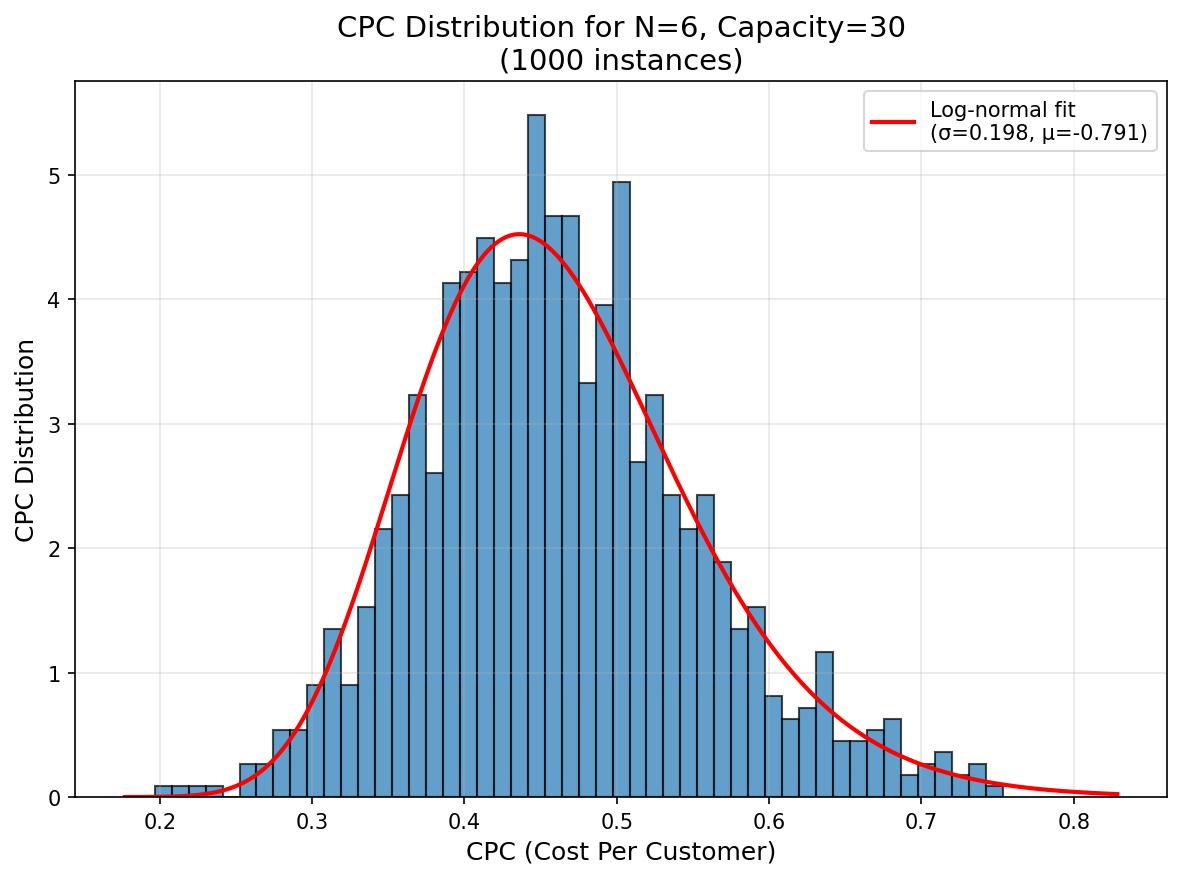 CPC Distribution for N=6, Capacity=30
(1000 instances)
Log-normal fit
(σ=0.198, μ=-0.791)
CPC Distribution
5
4
3
2
1
0
0.2 0.3 0.4 0.5 0.6 0.7 0.8
CPC (Cost Per Customer)